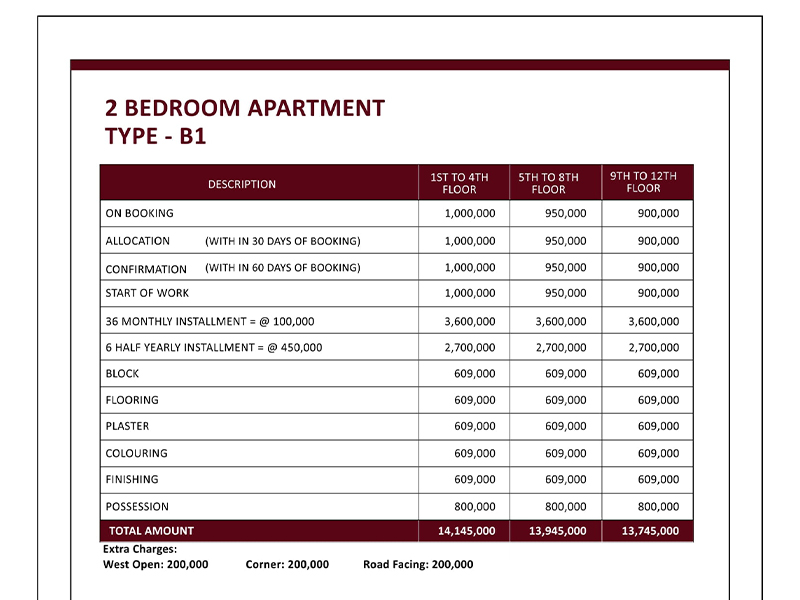 2 BEDROOM APARTMENT
TYPE - B1
DESCRIPTION 1ST TO 4TH FLOOR 5TH TO 8TH FLOOR 9TH TO 12TH FLOOR
ON BOOKING 1,000,000 950,000 900,000
ALLOCATION (WITH IN 30 DAYS OF BOOKING) 1,000,000 950,000 900,000
CONFIRMATION (WITH IN 60 DAYS OF BOOKING) 1,000,000 950,000 900,000
START OF WORK 1,000,000 950,000 900,000
36 MONTHLY INSTALLMENT = @ 100,000 3,600,000 3,600,000 3,600,000
6 HALF YEARLY INSTALLMENT = @ 450,000 2,700,000 2,700,000 2,700,000
BLOCK 609,000 609,000 609,000
FLOORING 609,000 609,000 609,000
PLASTER 609,000 609,000 609,000
COLOURING 609,000 609,000 609,000
FINISHING 609,000 609,000 609,000
POSSESSION 800,000 800,000 800,000
TOTAL AMOUNT 14,145,000 13,945,000 13,745,000
Extra Charges:
West Open: 200,000 Corner: 200,000 Road Facing: 200,000